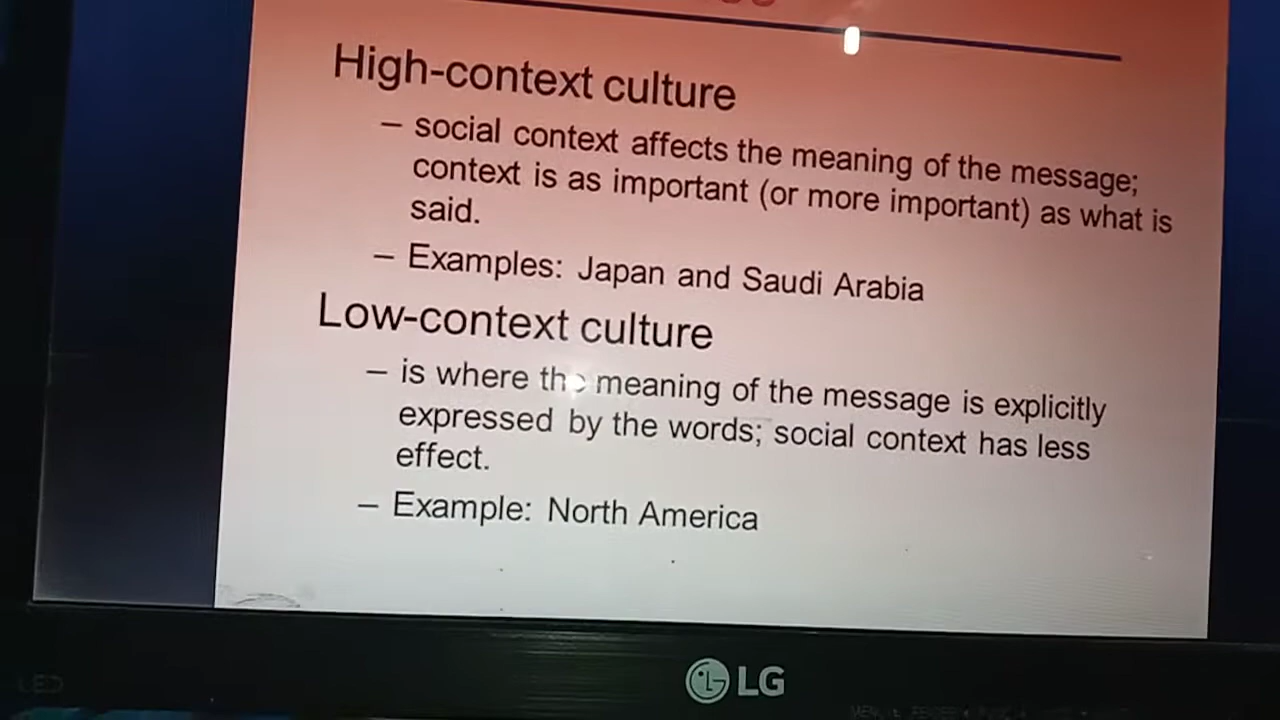 High-context culture
– social context affects the meaning of the message;
context is as important (or more important) as what is
said.
– Examples: Japan and Saudi Arabia
Low-context culture
– is where the meaning of the message is explicitly
expressed by the words; social context has less
effect.
– Example: North America
LG
LED